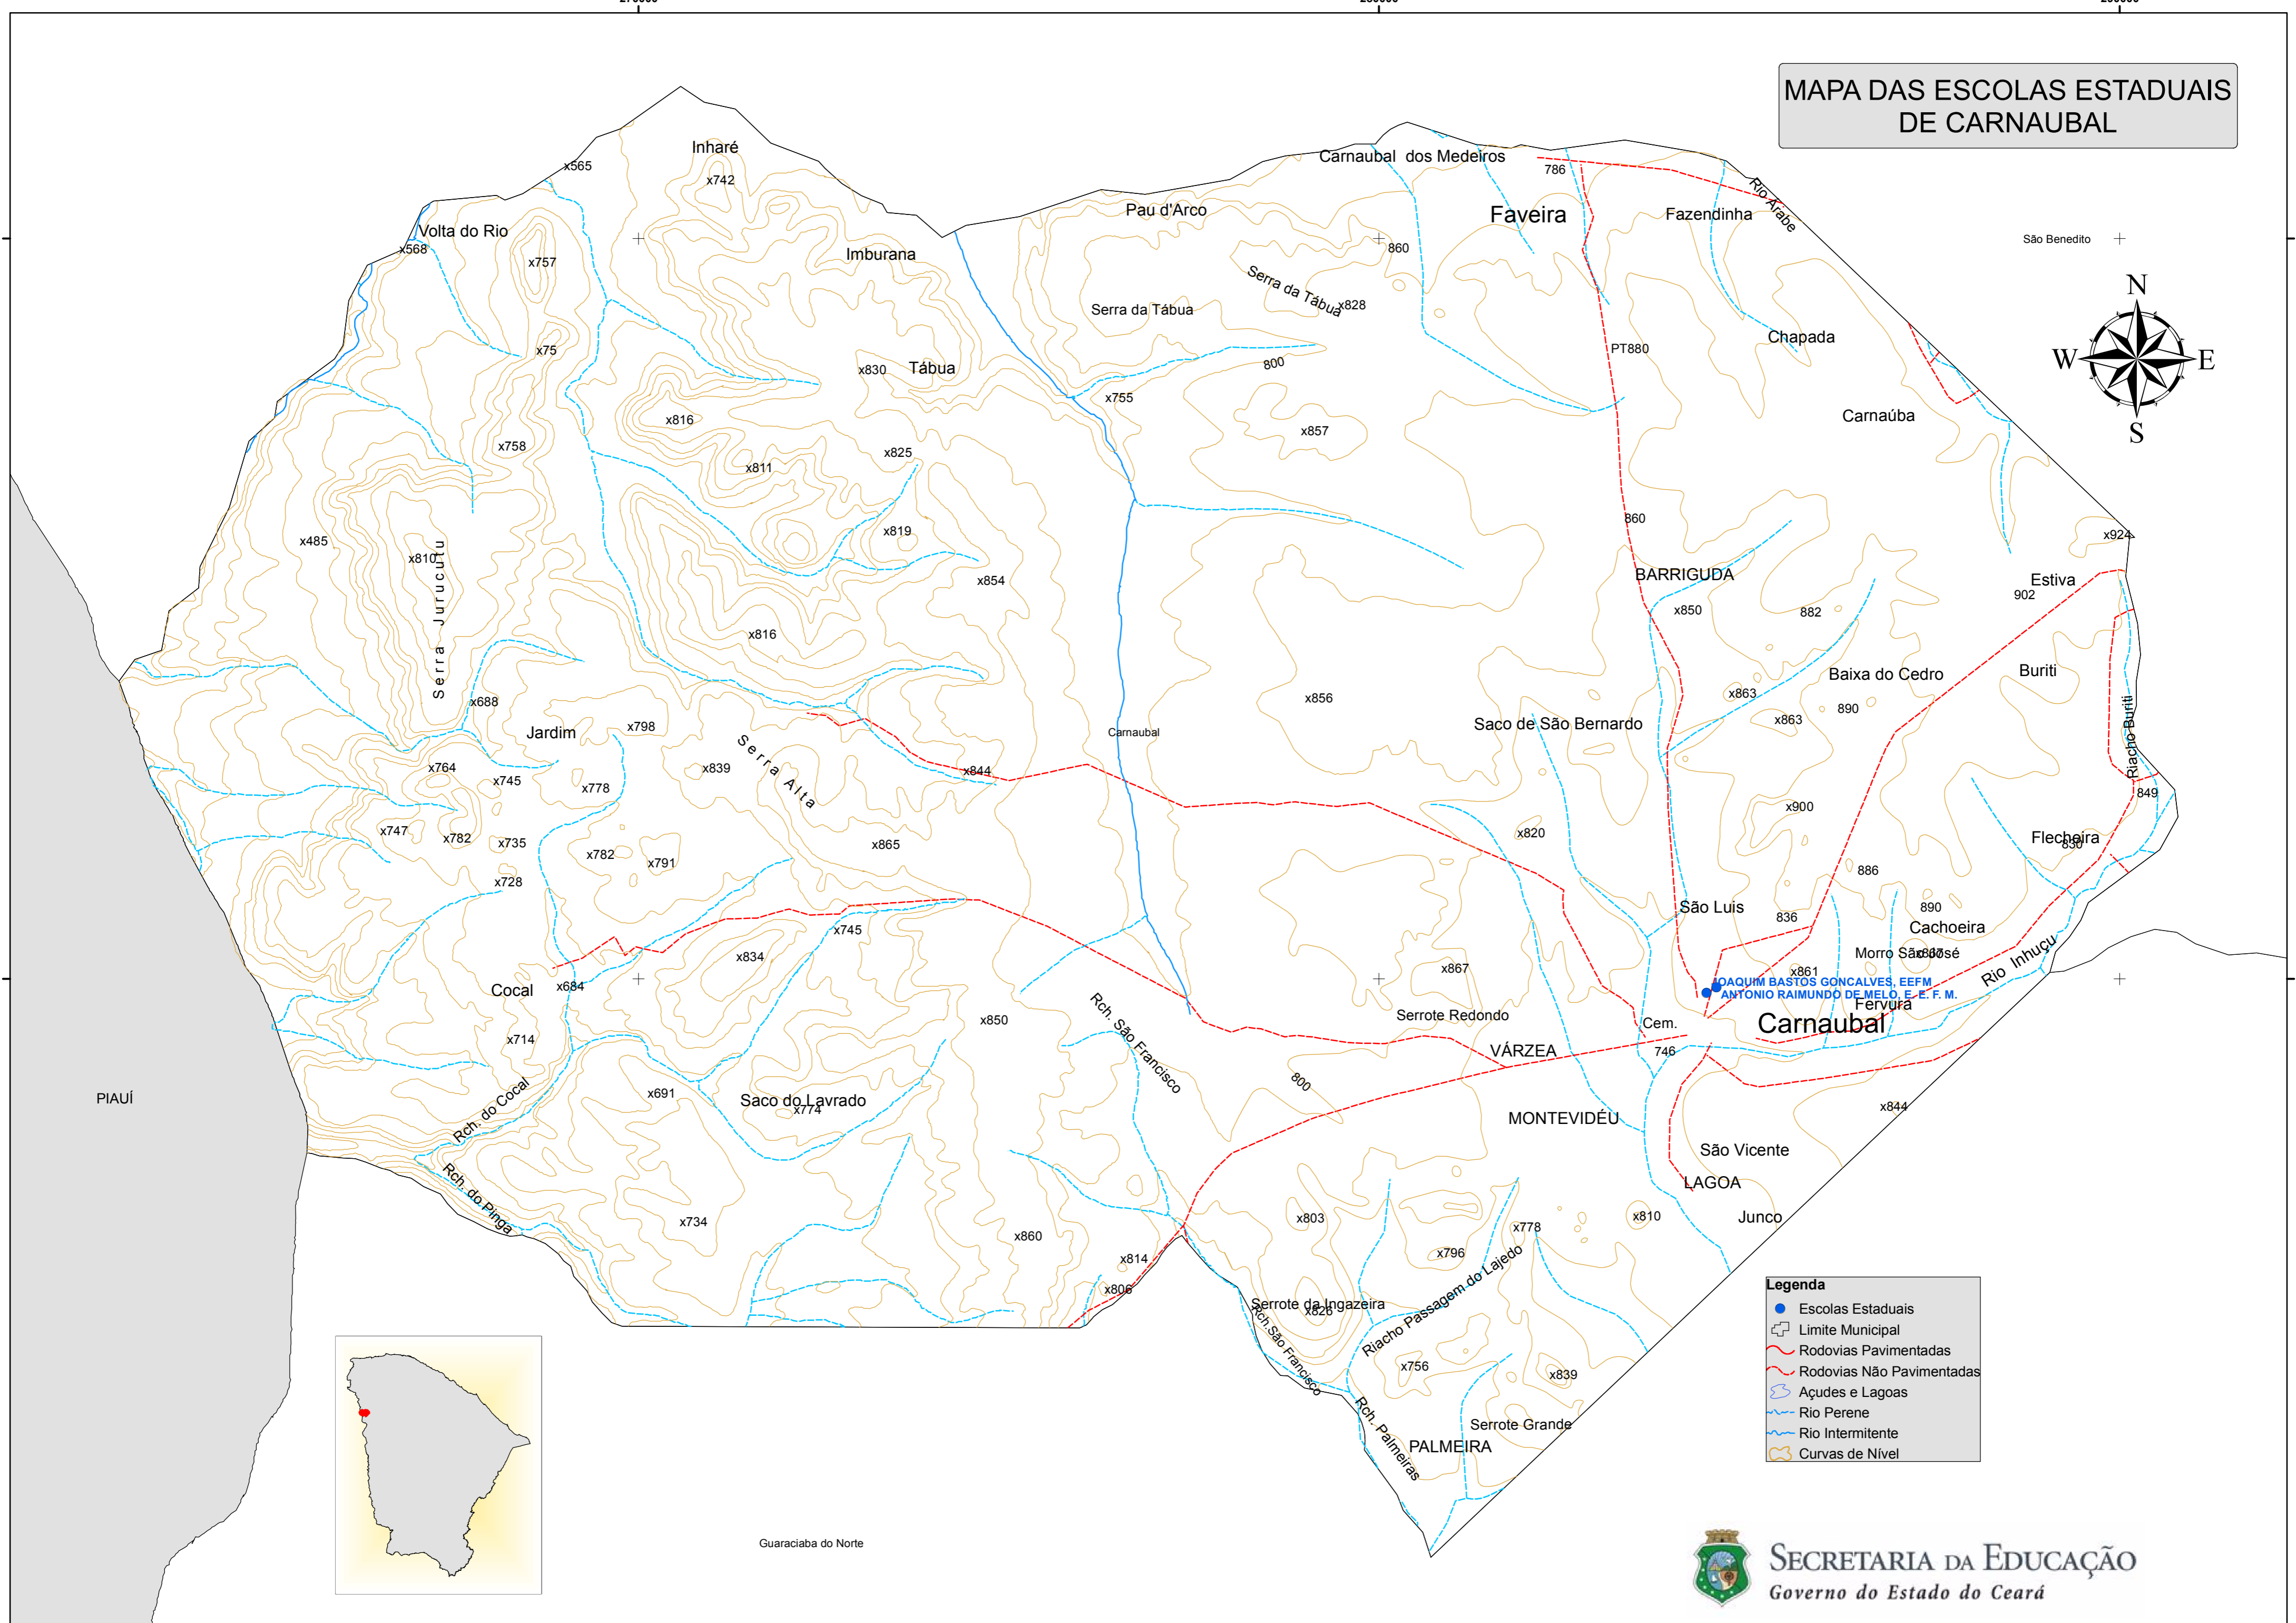 MAPA DAS ESCOLAS ESTADUAIS
DE CARNAUBAL
Inharé
x565
x742
Carnaubal dos Medeiros
786
Rio Arabe
Volta do Rio
x568
x757
Imburana
Pau d'Arco
Faveira
Fazendinha
São Benedito
860
Serra da Tábua
Serra da Tábua
x828
N
W
E
S
x75
x830
Tábua
800
PT880
Chapada
x755
Carnaúba
x816
x857
x758
x811
x825
x485
x810
Serra Jurucutu
x819
860
x924
x854
BARRIGUDA
Estiva
902
x850
882
x816
Baixa do Cedro
Buriti
x688
x856
x863
x863
890
Riacho Buriti
Jardim
x798
Saco de São Bernardo
Carnaubal
Serra Alta
x764
x745
x778
x839
x844
849
x900
x747
x782
x735
x820
x865
Flecheira
830
x782
x791
x728
886
São Luis
836
890
Cachoeira
x745
x834
Morro São José
x867
x861
Rio Inhuçu
Cocal
x684
JOAQUIM BASTOS GONCALVES, EEFM
ANTONIO RAIMUNDO DE MELO, E. E. F. M.
Fervura
Serrote Redondo
Carnaubal
Cem.
x850
Rch. São Francisco
x714
VÁRZEA
746
PIAUÍ
800
x691
Saco do Lavrado
x774
Rch. do Cocal
MONTEVIDÉU
x844
São Vicente
LAGOA
Rch. do Pinga
x734
x803
x810
Junco
x778
x860
x796
x814
x806
Riacho Passagem do Lajedo
Serrote da Ingazeira
x826
Rch.São Francisco
x756
x839
Rch. Palmeiras
Serrote Grande
PALMEIRA
Legenda
Escolas Estaduais
Limite Municipal
Rodovias Pavimentadas
Rodovias Não Pavimentadas
Açudes e Lagoas
Rio Perene
Rio Intermitente
Curvas de Nível
Guaraciaba do Norte
SECRETARIA DA EDUCAÇÃO
Governo do Estado do Ceará